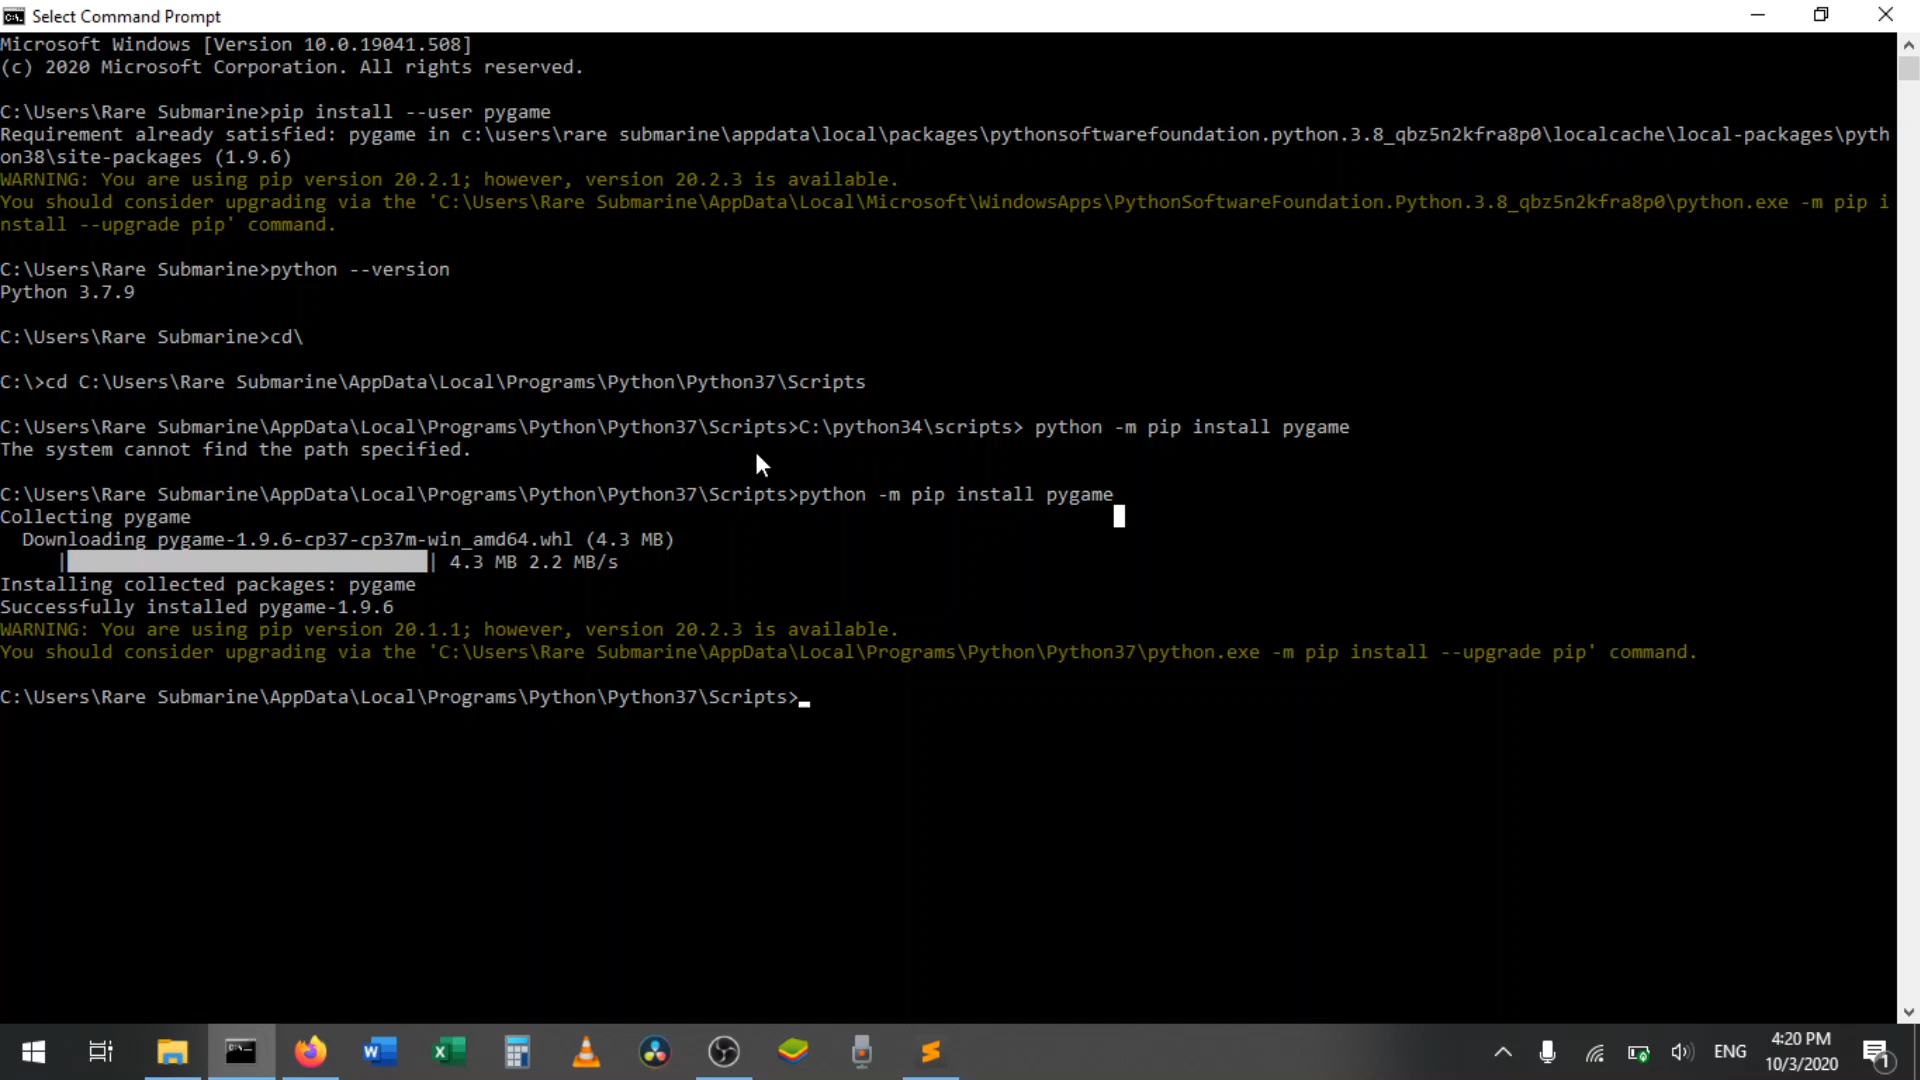 Select Command Prompt
Microsoft Windows [Version 10.0.19041.508]
(c) 2020 Microsoft Corporation. All rights reserved.
C:\Users\Rare Submarine>pip install --user pygame
Requirement already satisfied: pygame in c:\users\rare submarine\appdata\local\packages\pythonsoftwarefoundation.python.3.8_qbz5n2kfra8p0\localcache\local-packages\pyth
on38\site-packages (1.9.6)
WARNING: You are using pip version 20.2.1; however, version 20.2.3 is available.
You should consider upgrading via the 'C:\Users\Rare Submarine\AppData\Local\Microsoft\WindowsApps\PythonSoftwareFoundation.Python.3.8_qbz5n2kfra8p0\python.exe -m pip i
nstall --upgrade pip' command.
C:\Users\Rare Submarine>python --version
Python 3.7.9
C:\Users\Rare Submarine>cd\
C:\>cd C:\Users\Rare Submarine\AppData\Local\Programs\Python\Python37\Scripts
C:\Users\Rare Submarine\AppData\Local\Programs\Python\Python37\Scripts>C:\python34\scripts> python -m pip install pygame
The system cannot find the path specified.
C:\Users\Rare Submarine\AppData\Local\Programs\Python\Python37\Scripts>python -m pip install pygame
Collecting pygame
Downloading pygame-1.9.6-cp37-cp37m-win_amd64.whl (4.3 MB)
| | 4.3 MB 2.2 MB/s
Installing collected packages: pygame
Successfully installed pygame-1.9.6
WARNING: You are using pip version 20.1.1; however, version 20.2.3 is available.
You should consider upgrading via the 'C:\Users\Rare Submarine\AppData\Local\Programs\Python\Python37\python.exe -m pip install --upgrade pip' command.
C:\Users\Rare Submarine\AppData\Local\Programs\Python\Python37\Scripts>
ENG
4:20 PM
10/3/2020
1